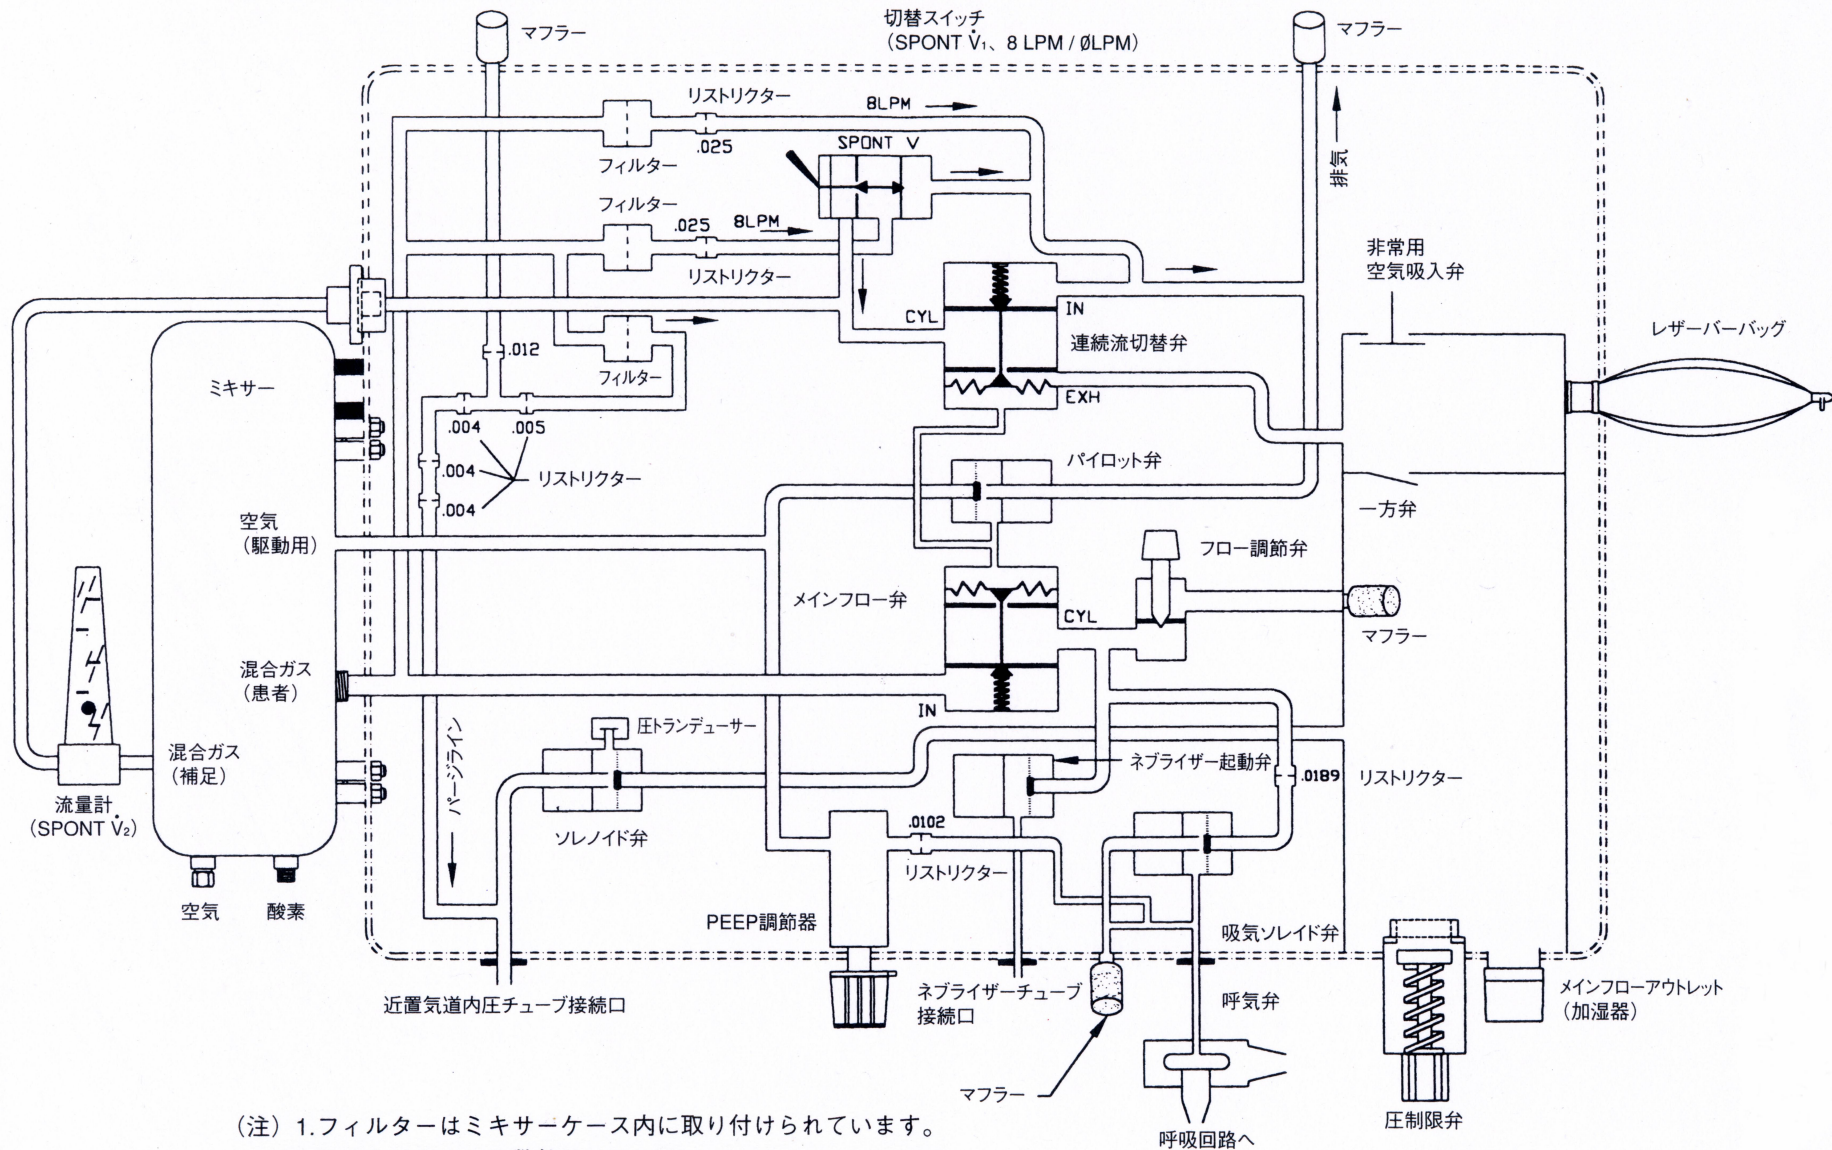 切替スイッチ
(SPONT V̇₁、8 LPM / ØLPM)
マフラー
マフラー
リストリクター
8LPM
.025
フィルター
SPONT V
排気
フィルター
.025
8LPM
リストリクター
非常用
空気吸入弁
CYL
IN
連続流切替弁
レザーバーバッグ
.012
フィルター
ミキサー
EXH
.004
.005
.004
リストリクター
.004
パイロット弁
一方弁
空気
(駆動用)
フロー調節弁
メインフロー弁
CYL
マフラー
混合ガス
(患者)
IN
パージライン
圧トランデューサー
混合ガス
(補足)
ネブライザー起動弁
.0189
リストリクター
流量計
(SPONT V̇₂)
ソレノイド弁
.0102
リストリクター
空気
酸素
PEEP調節器
吸気ソレイド弁
近置気道内圧チューブ接続口
ネブライザーチューブ
接続口
呼気弁
メインフローアウトレット
(加湿器)
マフラー
圧制限弁
呼吸回路へ
(注) 1.フィルターはミキサーケース内に取り付けられています。